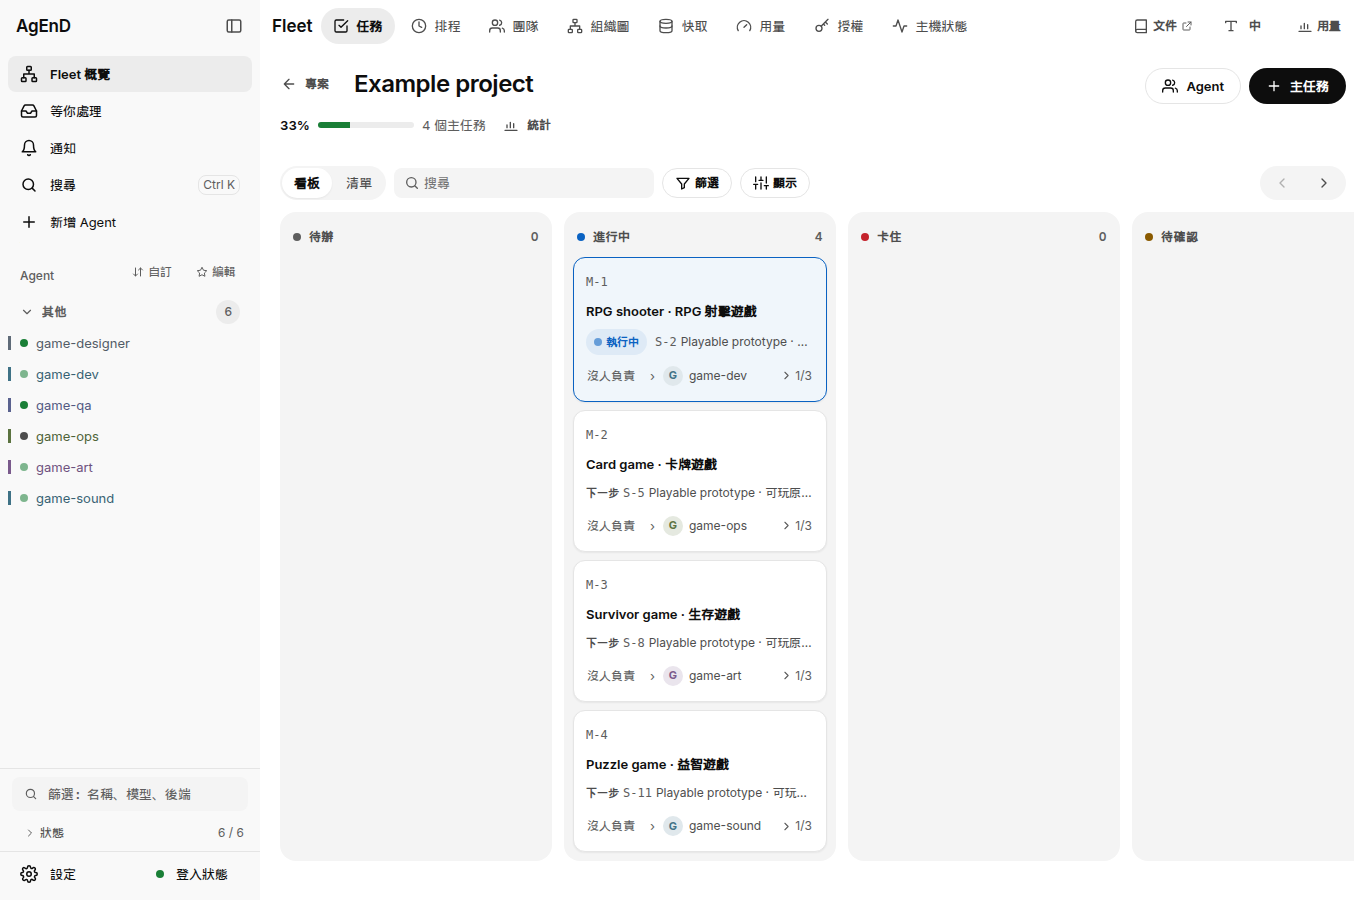 AgEnD
Fleet 概覽
等你處理
通知
搜尋 Ctrl K
新增 Agent
Agent 自訂 編輯
其他 6
game-designer
game-dev
game-qa
game-ops
game-art
game-sound
篩選：名稱、模型、後端
狀態 6 / 6
設定 登入狀態
Fleet 任務 排程 團隊 組織圖 快取 用量 授權 主機狀態 文件 中 用量
專案 Example project Agent 主任務
33% 4 個主任務 統計
看板 清單 搜尋 篩選 顯示
待辦 0
進行中 4
M-1
RPG shooter · RPG 射擊遊戲
執行中 S-2 Playable prototype · ...
沒人負責 › G game-dev 1/3
M-2
Card game · 卡牌遊戲
下一步 S-5 Playable prototype · 可玩原...
沒人負責 › G game-ops 1/3
M-3
Survivor game · 生存遊戲
下一步 S-8 Playable prototype · 可玩原...
沒人負責 › G game-art 1/3
M-4
Puzzle game · 益智遊戲
下一步 S-11 Playable prototype · 可玩...
沒人負責 › G game-sound 1/3
卡住 0
待確認